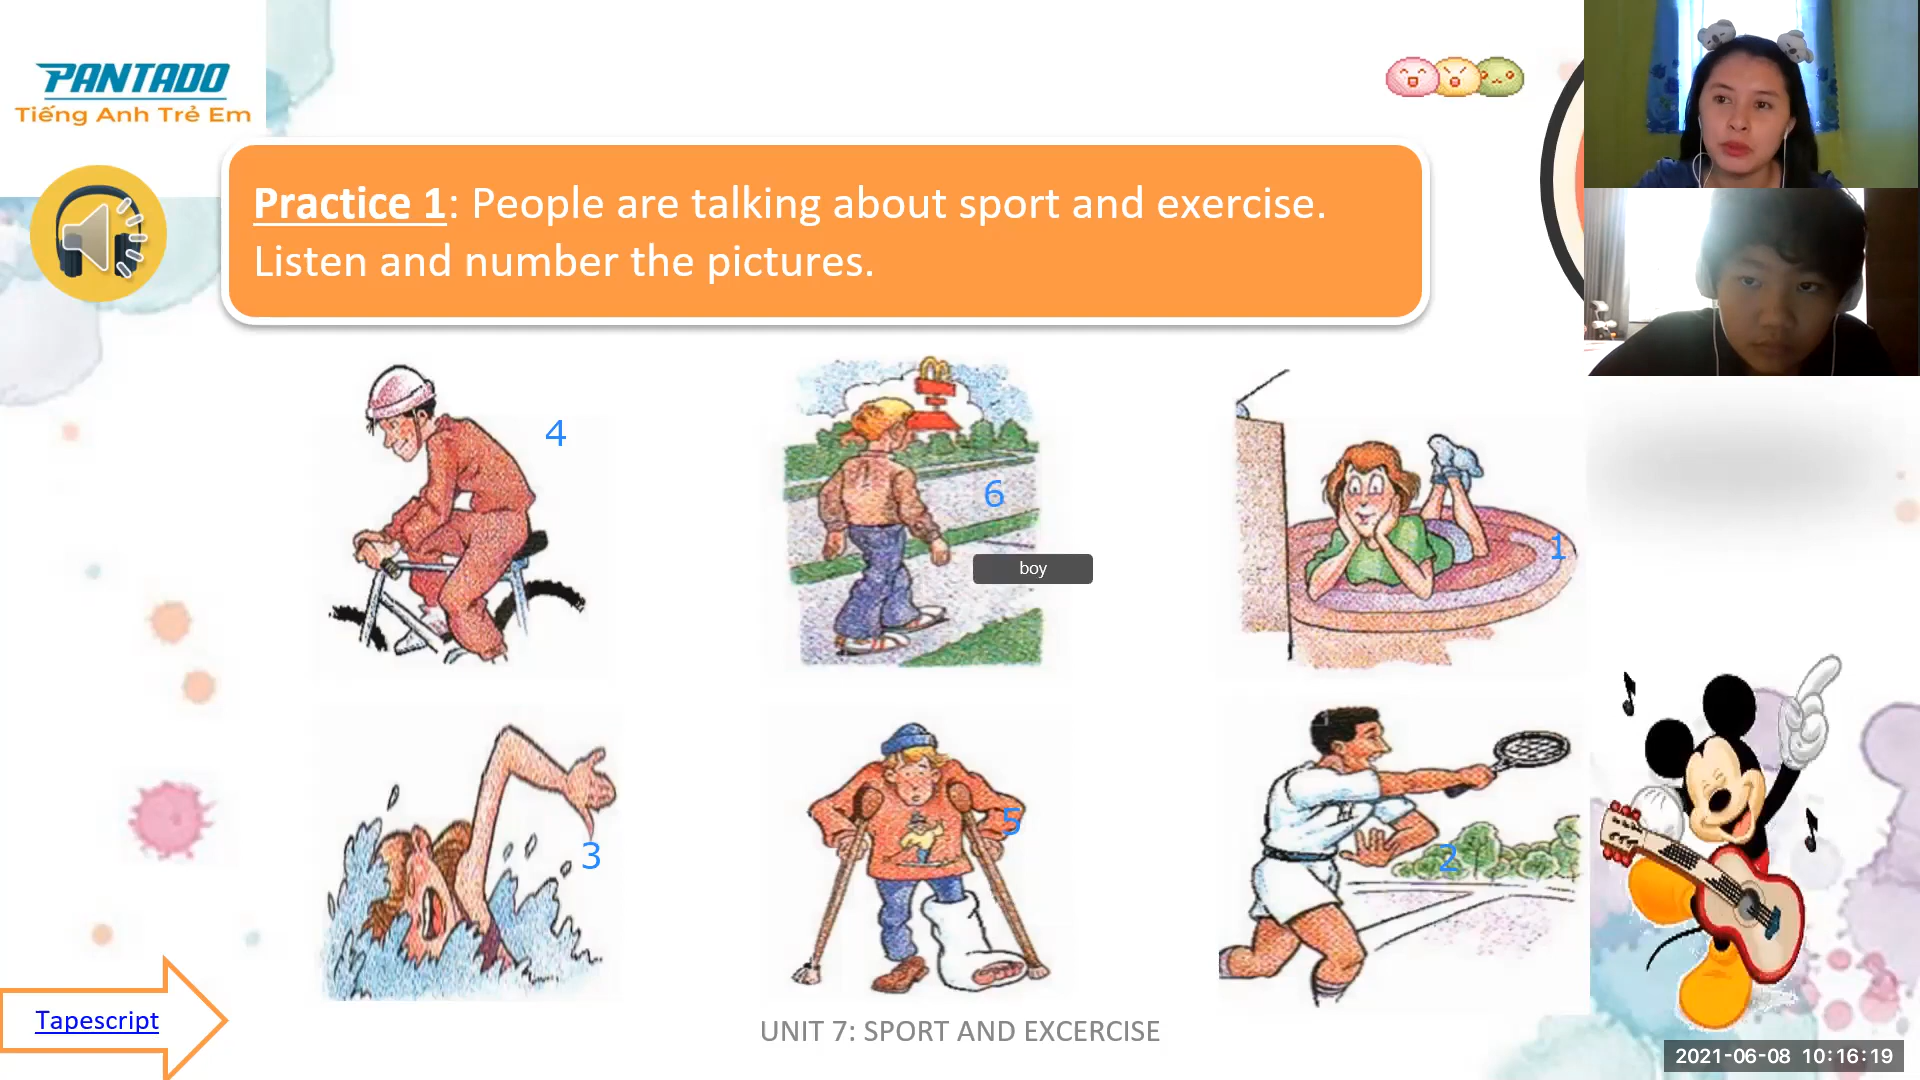 PANTADO
Tiếng Anh Trẻ Em
Practice 1: People are talking about sport and exercise.
Listen and number the pictures.
4
6
1
boy
3
5
2
Tapescript
UNIT 7: SPORT AND EXCERCISE
2021-06-08 10:16:19